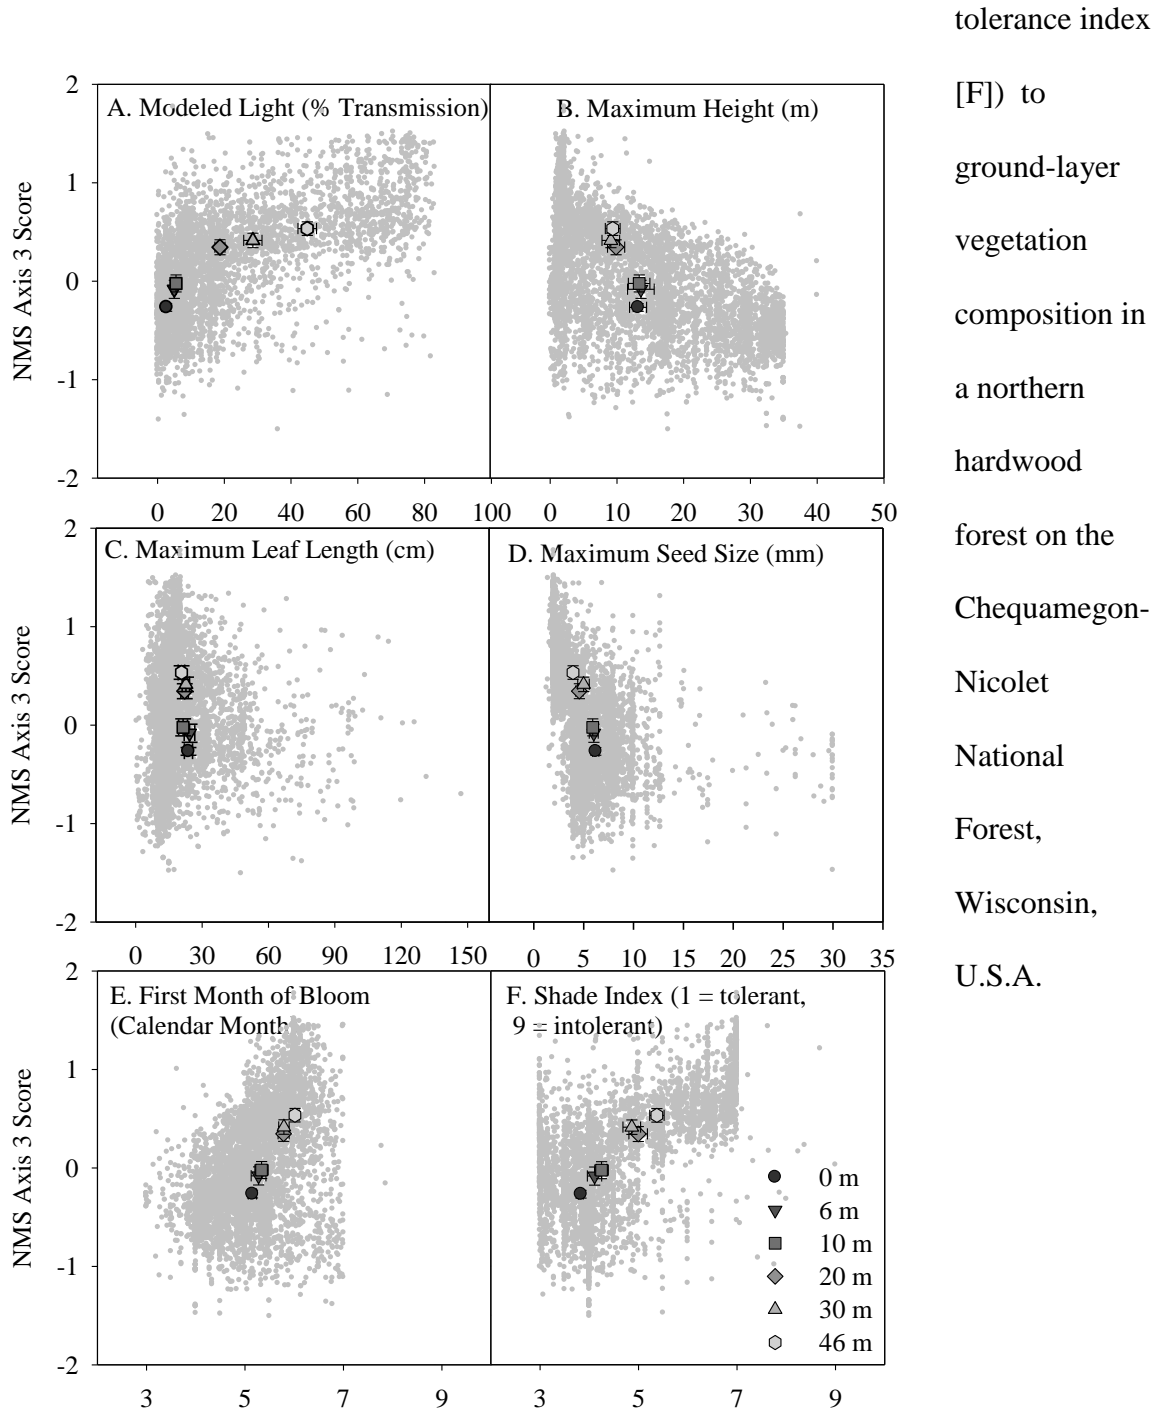 tolerance index
[F]) to
ground-layer
vegetation
composition in
a northern
hardwood
forest on the
Chequamegon-
Nicolet
National
Forest,
Wisconsin,
U.S.A.
A. Modeled Light (% Transmission)
B. Maximum Height (m)
NMS Axis 3 Score
2
1
0
-1
-2
0 20 40 60 80 100
0 10 20 30 40 50
C. Maximum Leaf Length (cm)
D. Maximum Seed Size (mm)
NMS Axis 3 Score
2
1
0
-1
-2
0 30 60 90 120 150
0 5 10 15 20 25 30 35
E. First Month of Bloom
(Calendar Month
F. Shade Index (1 = tolerant,
9 = intolerant)
NMS Axis 3 Score
2
1
0
-1
-2
3 5 7 9
3 5 7 9
0 m
6 m
10 m
20 m
30 m
46 m